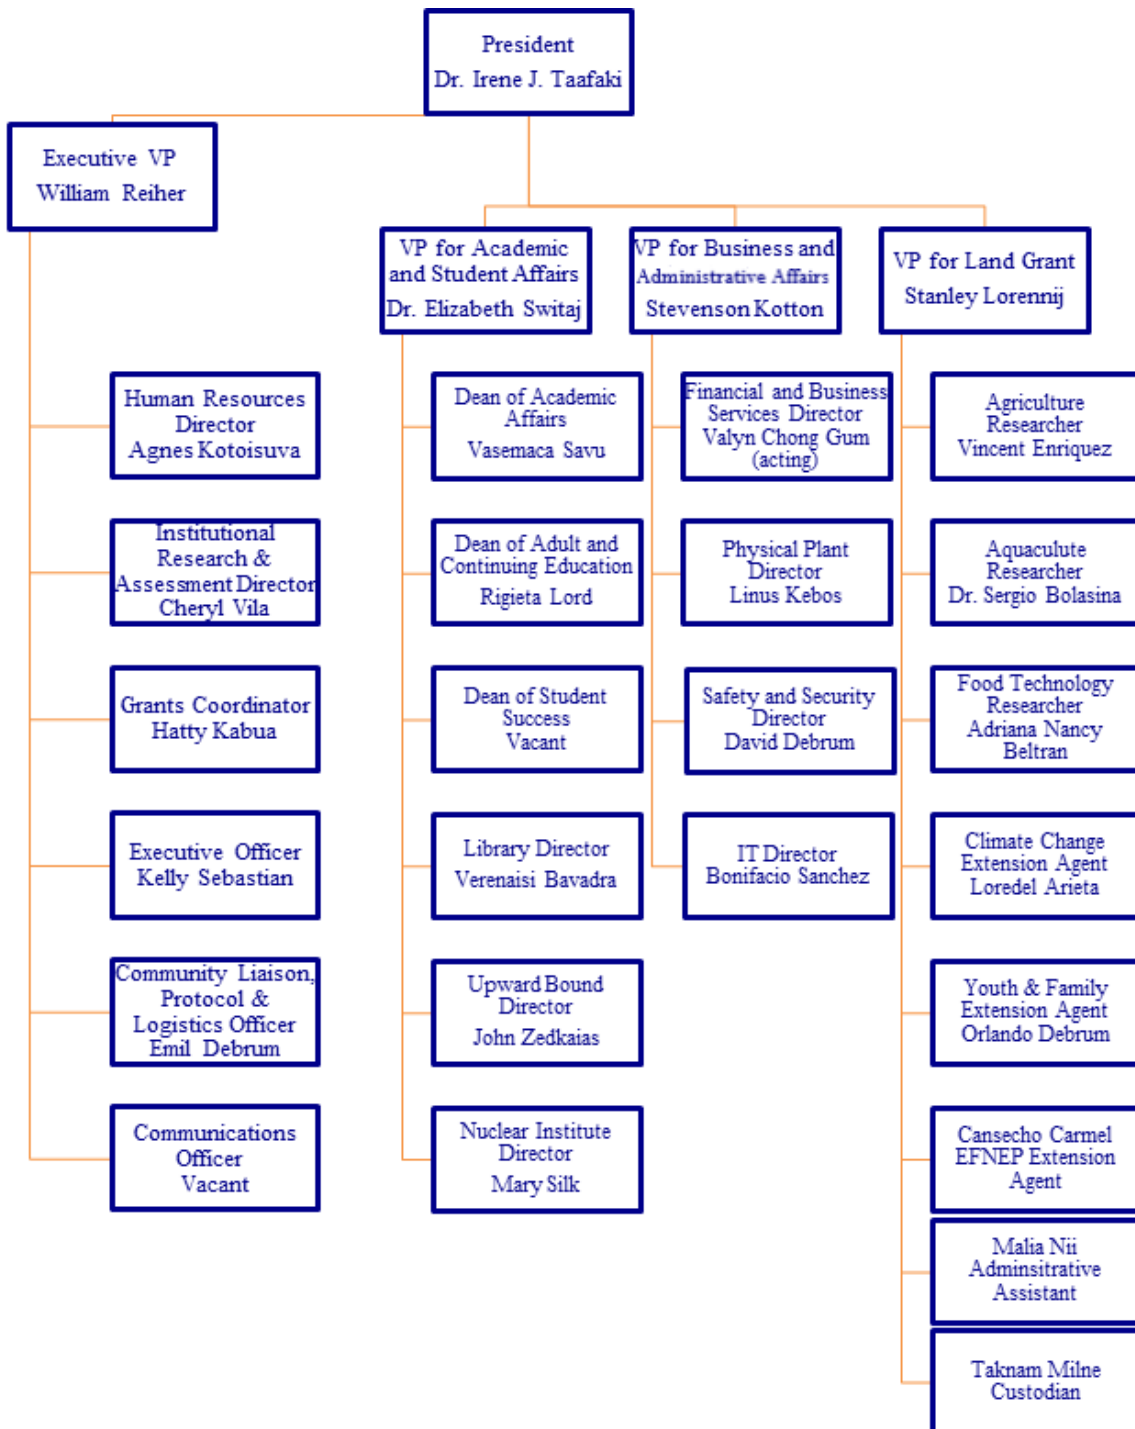 President
Dr. Irene J. Taafaki
Executive VP
William Reiher
VP for Academic
and Student Affairs
Dr. Elizabeth Switaj
VP for Business and
Administrative Affairs
Stevenson Kotton
VP for Land Grant
Stanley Lorennij
Human Resources
Director
Agnes Kotoisuva
Institutional
Research &
Assessment Director
Cheryl Vila
Grants Coordinator
Hatty Kabua
Executive Officer
Kelly Sebastian
Community Liaison,
Protocol &
Logistics Officer
Emil Debrum
Communications
Officer
Vacant
Dean of Academic
Affairs
Vasemaca Savu
Dean of Adult and
Continuing Education
Rigieta Lord
Dean of Student
Success
Vacant
Library Director
Verenaisi Bavadra
Upward Bound
Director
John Zedkaias
Nuclear Institute
Director
Mary Silk
Financial and Business
Services Director
Valyn Chong Gum
(acting)
Physical Plant
Director
Linus Kebos
Safety and Security
Director
David Debrum
IT Director
Bonifacio Sanchez
Agriculture
Researcher
Vincent Enriquez
Aquaculute
Researcher
Dr. Sergio Bolasina
Food Technology
Researcher
Adriana Nancy
Beltran
Climate Change
Extension Agent
Loredel Arieta
Youth & Family
Extension Agent
Orlando Debrum
Cansecho Carmel
EFNEP Extension
Agent
Malia Nii
Adminsitrative
Assistant
Taknam Milne
Custodian